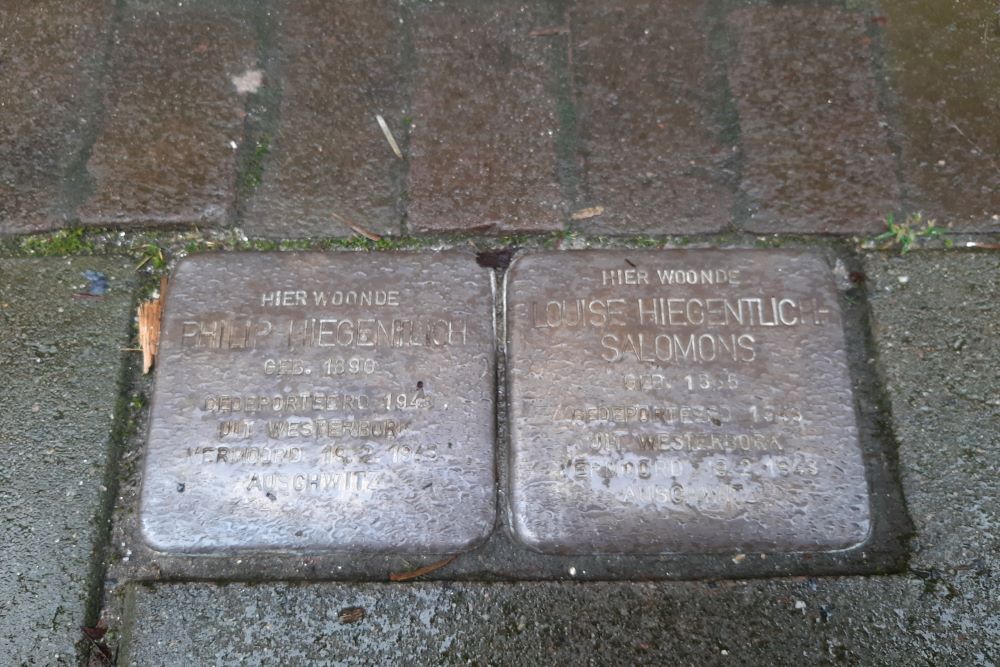 HIER WOONDE
PHILIP HIEGENTLICH
GEB. 1890
GEDEPORTEERD 1943
UIT WESTERBORK
VERMOORD 19.2.1943
AUSCHWITZ
HIER WOONDE
LOUISE HIEGENTLICH-
SALOMONS
GEB.
GEDEPORTEERD 1943
UIT WESTERBORK
VERMOORD 19.2.1943
AUSCHWITZ